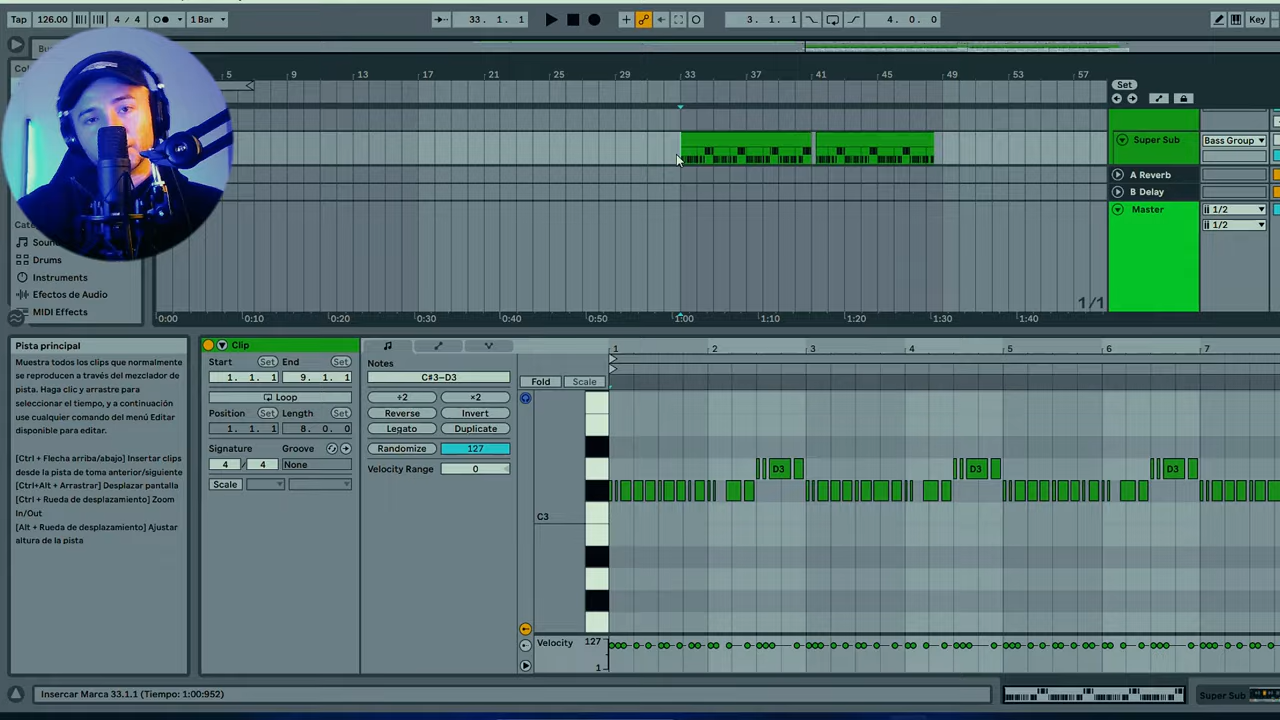 Tap 126.00 4 / 4 1 Bar 33. 1. 1 3. 1. 1 4. 0. 0 Key
5 9 13 17 21 25 29 33 37 41 45 49 53 57 Set
Super Sub Bass Group
A Reverb
B Delay
Master 1/2
1/2
1/1
0:00 0:10 0:20 0:30 0:40 0:50 1:00 1:10 1:20 1:30 1:40
Drums
Instruments
Efectos de Audio
MIDI Effects
Pista principal
Muestra todos los clips que normalmente
se reproducen a través del mezclador de
pista. Haga clic y arrastre para
seleccionar el tiempo, y a continuación
use cualquier comando del menú Editar
disponible para editar.
[Ctrl + Flecha arriba/abajo] Insertar clips
desde la pista de toma anterior/siguiente
[Ctrl+Alt + Arrastrar] Desplazar pantalla
[Ctrl + Rueda de desplazamiento] Zoom
In/Out
[Alt + Rueda de desplazamiento] Ajustar
altura de la pista
Clip
Start Set End Set
1. 1. 1 9. 1. 1
Loop
Position Set Length Set
1. 1. 1 8. 0. 0
Signature Groove
4 / 4 None
Scale
Notes
C#3–D3
÷2 ×2
Reverse Invert
Legato Duplicate
Randomize 127
Velocity Range 0
1 2 3 4 5 6 7
Fold Scale
D3 D3 D3
C3
Velocity 127
1
Insercar Marca 33.1.1 (Tiempo: 1:00:952)
Super Sub